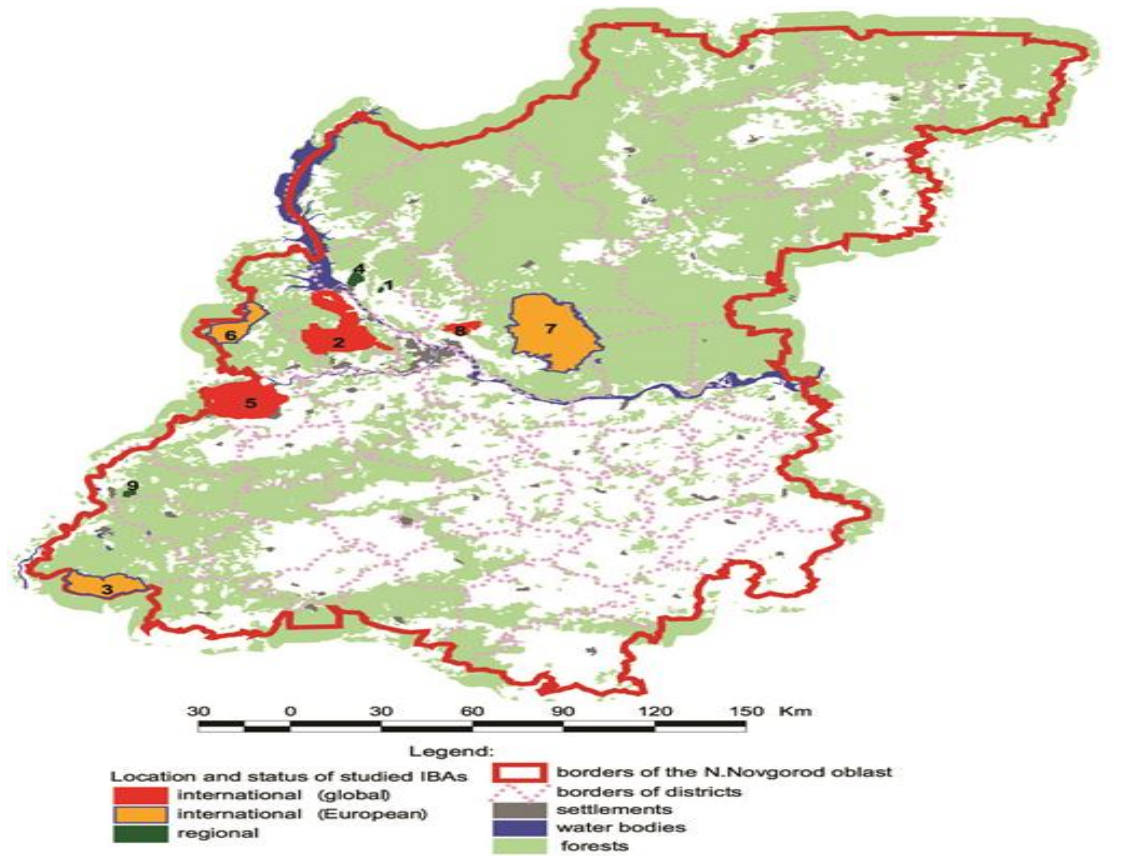 4
1
6
2
8
7
5
9
3
30 0 30 60 90 120 150 Km
Legend:
Location and status of studied IBAs
international (global)
international (European)
regional
borders of the N.Novgorod oblast
borders of districts
settlements
water bodies
forests